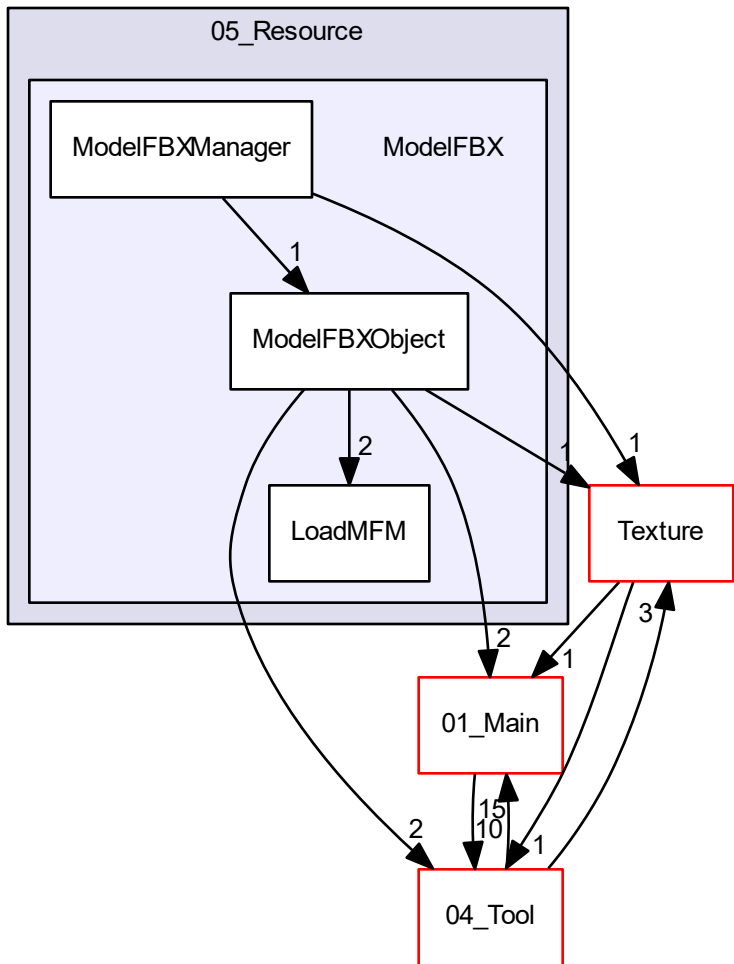 05_Resource
ModelFBXManager
ModelFBX
1
ModelFBXObject
1
1
2
LoadMFM
Texture
3
2
1
01_Main
15
10
2
1
04_Tool